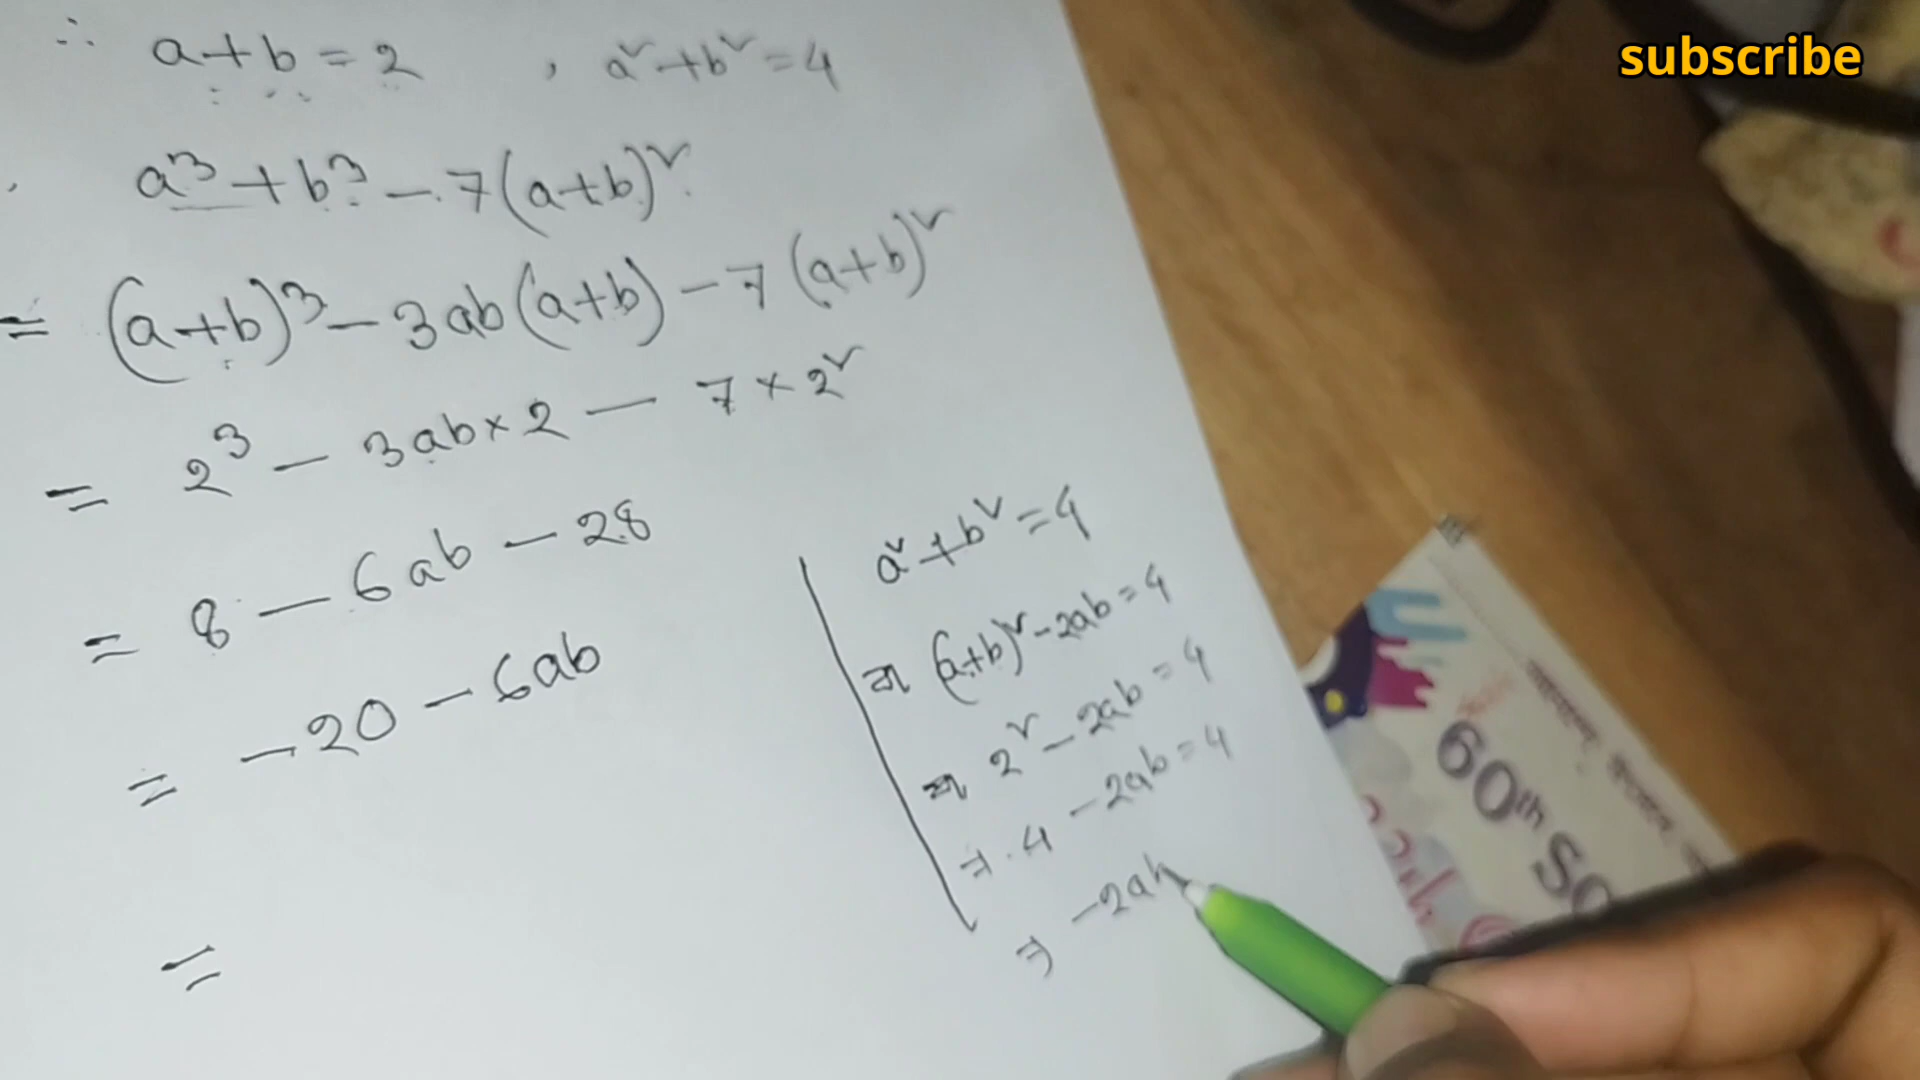 subscribe
∴ a+b=2 , a²+b²=4
a³+b³-7(a+b)²
= (a+b)³-3ab(a+b)-7(a+b)²
= 2³-3ab×2-7×2²
= 8-6ab-28
= -20-6ab
=
a²+b²=4
বা (a+b)²-2ab=4
বা 2²-2ab=4
⇒ 4-2ab=4
⇒ -2ab
60th So